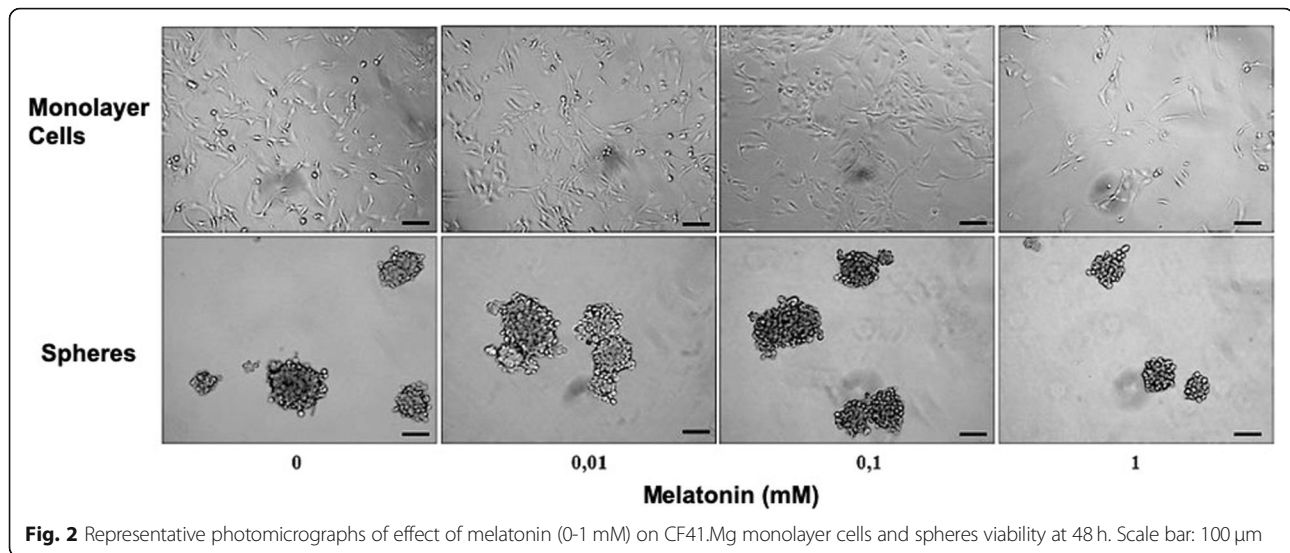 Monolayer
Cells
Spheres
0 0,01 0,1 1
Melatonin (mM)
Fig. 2 Representative photomicrographs of effect of melatonin (0-1 mM) on CF41.Mg monolayer cells and spheres viability at 48 h. Scale bar: 100 μm